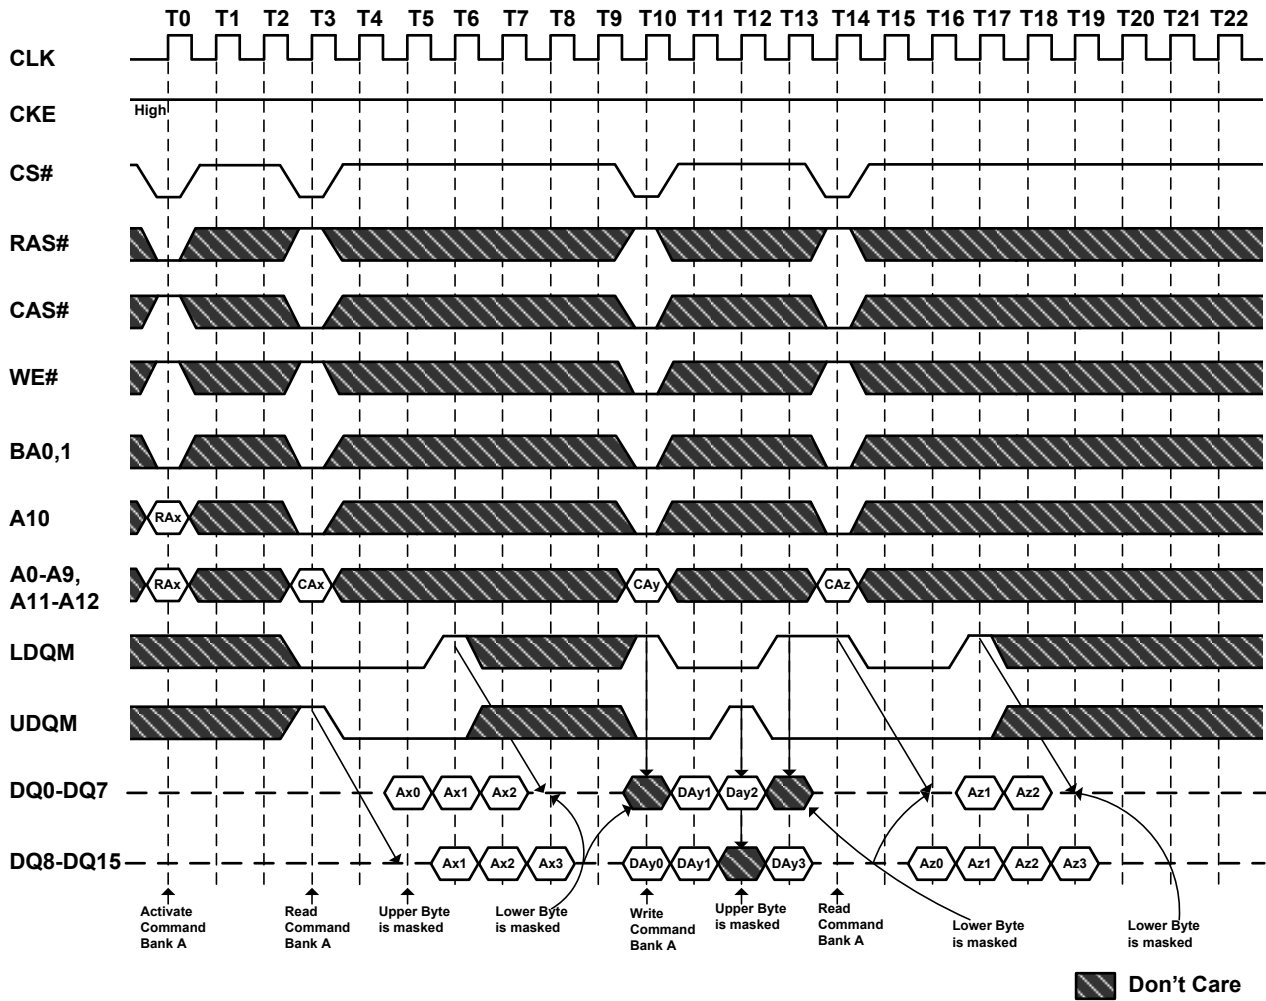 T0 T1 T2 T3 T4 T5 T6 T7 T8 T9 T10 T11 T12 T13 T14 T15 T16 T17 T18 T19 T20 T21 T22
CLK
CKE
High
CS#
RAS#
CAS#
WE#
BA0,1
A10
RAx
A0-A9,
A11-A12
RAx CAx CAy CAz
LDQM
UDQM
DQ0-DQ7
Ax0 Ax1 Ax2 DAy1 Day2 Az1 Az2
DQ8-DQ15
Ax1 Ax2 Ax3 DAy0 DAy1 DAy3 Az0 Az1 Az2 Az3
Activate
Command
Bank A
Read
Command
Bank A
Upper Byte
is masked
Lower Byte
is masked
Write
Command
Bank A
Upper Byte
is masked
Read
Command
Bank A
Lower Byte
is masked
Lower Byte
is masked
Don't Care